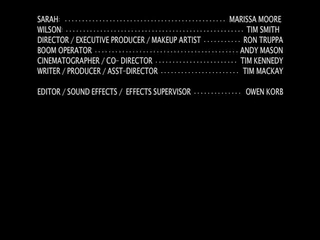 SARAH ................................................ MARISSA MOORE
WILSON ...................................................... TIM SMITH
DIRECTOR / EXECUTIVE PRODUCER / MAKEUP ARTIST ........... RON TRUPPA
BOOM OPERATOR ........................................... ANDY MASON
CINEMATOGRAPHER / CO- DIRECTOR ........................ TIM KENNEDY
WRITER / PRODUCER / ASST-DIRECTOR ....................... TIM MACKAY
EDITOR / SOUND EFFECTS / EFFECTS SUPERVISOR .............. OWEN KORB